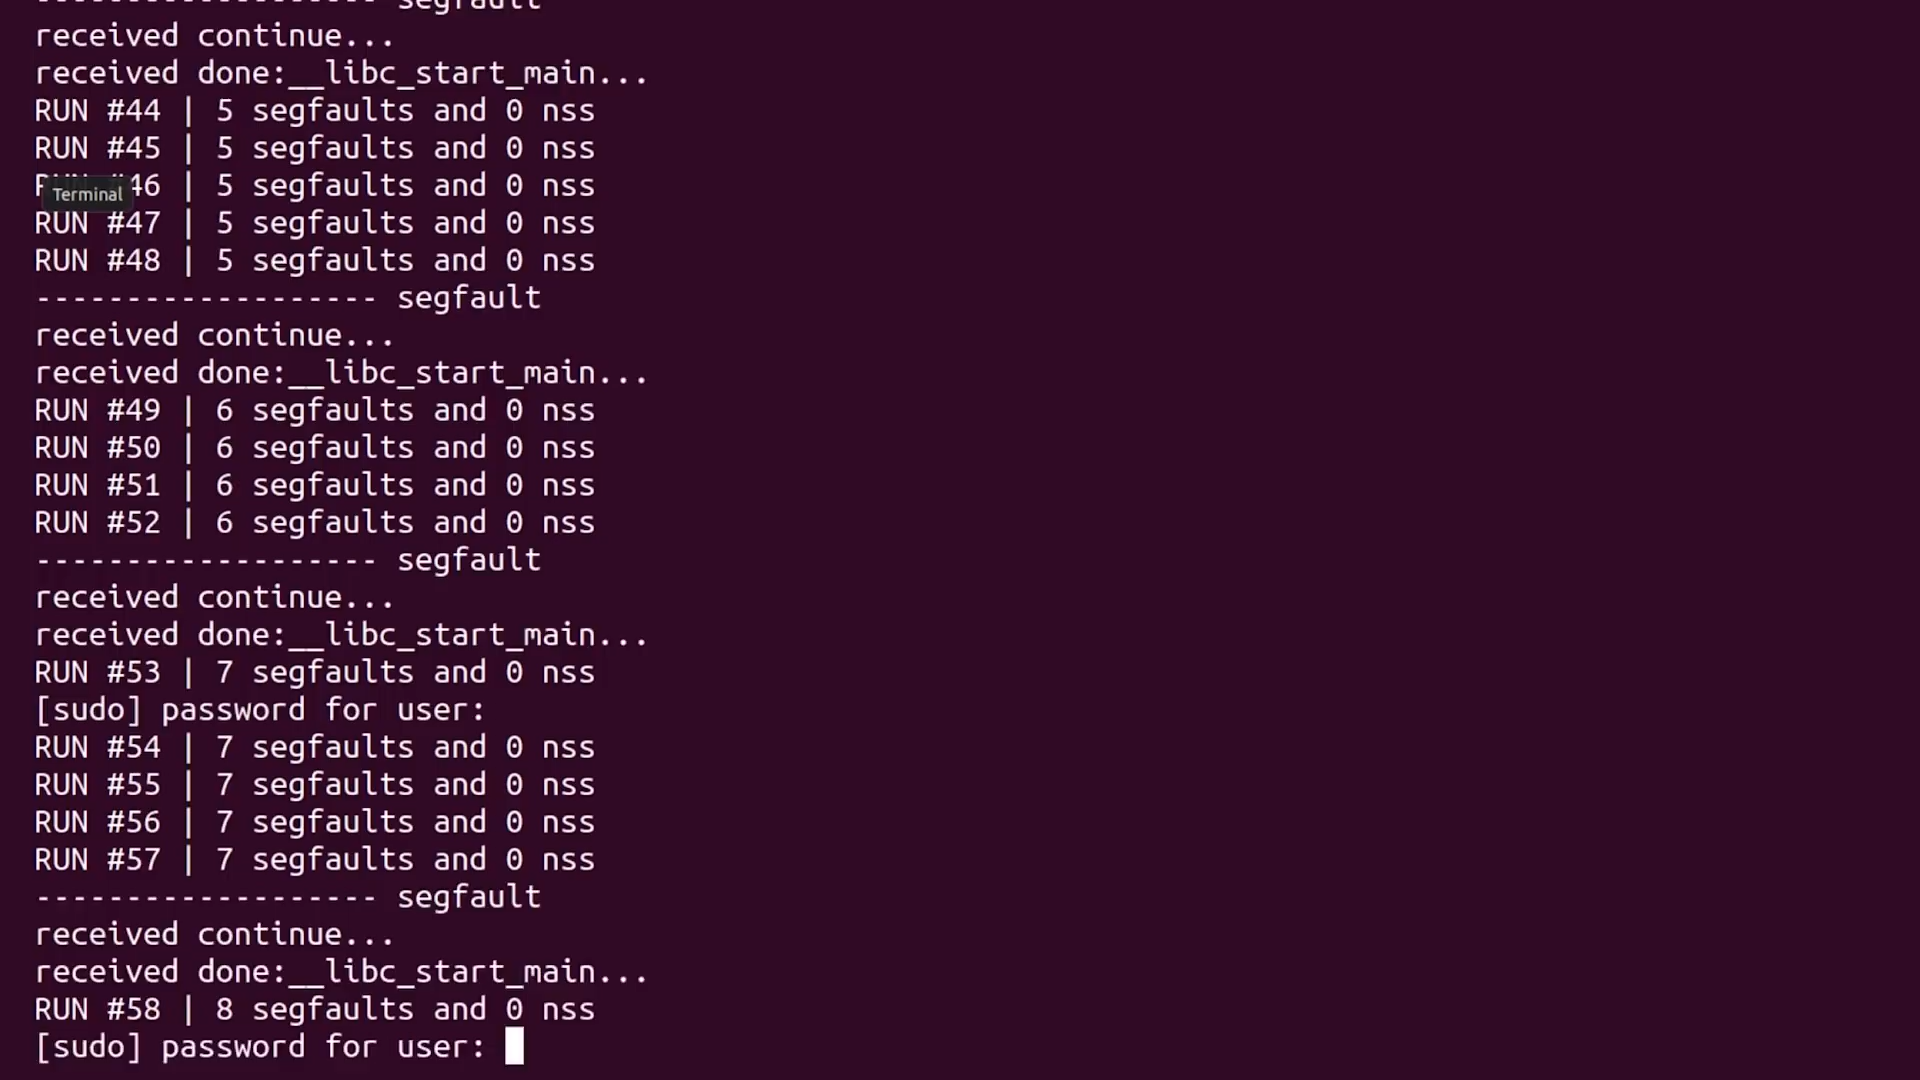 ------------------- segfault
received continue...
received done:__libc_start_main...
RUN #44 | 5 segfaults and 0 nss
RUN #45 | 5 segfaults and 0 nss
RUN #46 | 5 segfaults and 0 nss
Terminal
RUN #47 | 5 segfaults and 0 nss
RUN #48 | 5 segfaults and 0 nss
------------------- segfault
received continue...
received done:__libc_start_main...
RUN #49 | 6 segfaults and 0 nss
RUN #50 | 6 segfaults and 0 nss
RUN #51 | 6 segfaults and 0 nss
RUN #52 | 6 segfaults and 0 nss
------------------- segfault
received continue...
received done:__libc_start_main...
RUN #53 | 7 segfaults and 0 nss
[sudo] password for user:
RUN #54 | 7 segfaults and 0 nss
RUN #55 | 7 segfaults and 0 nss
RUN #56 | 7 segfaults and 0 nss
RUN #57 | 7 segfaults and 0 nss
------------------- segfault
received continue...
received done:__libc_start_main...
RUN #58 | 8 segfaults and 0 nss
[sudo] password for user: